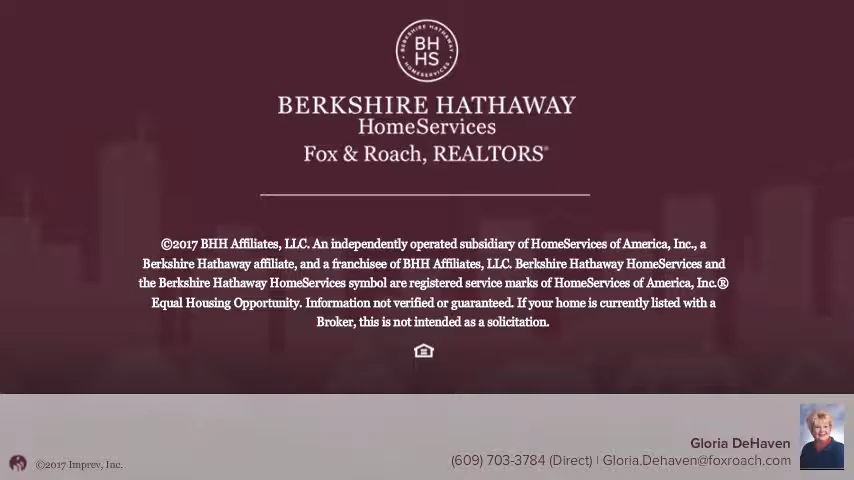 BERKSHIRE HATHAWAY
HOMESERVICES
BH
HS
BERKSHIRE HATHAWAY
HomeServices
Fox & Roach, REALTORS®
©2017 BHH Affiliates, LLC. An independently operated subsidiary of HomeServices of America, Inc., a
Berkshire Hathaway affiliate, and a franchisee of BHH Affiliates, LLC. Berkshire Hathaway HomeServices and
the Berkshire Hathaway HomeServices symbol are registered service marks of HomeServices of America, Inc.®
Equal Housing Opportunity. Information not verified or guaranteed. If your home is currently listed with a
Broker, this is not intended as a solicitation.
Gloria DeHaven
(609) 703-3784 (Direct) | Gloria.Dehaven@foxroach.com
©2017 Imprev, Inc.